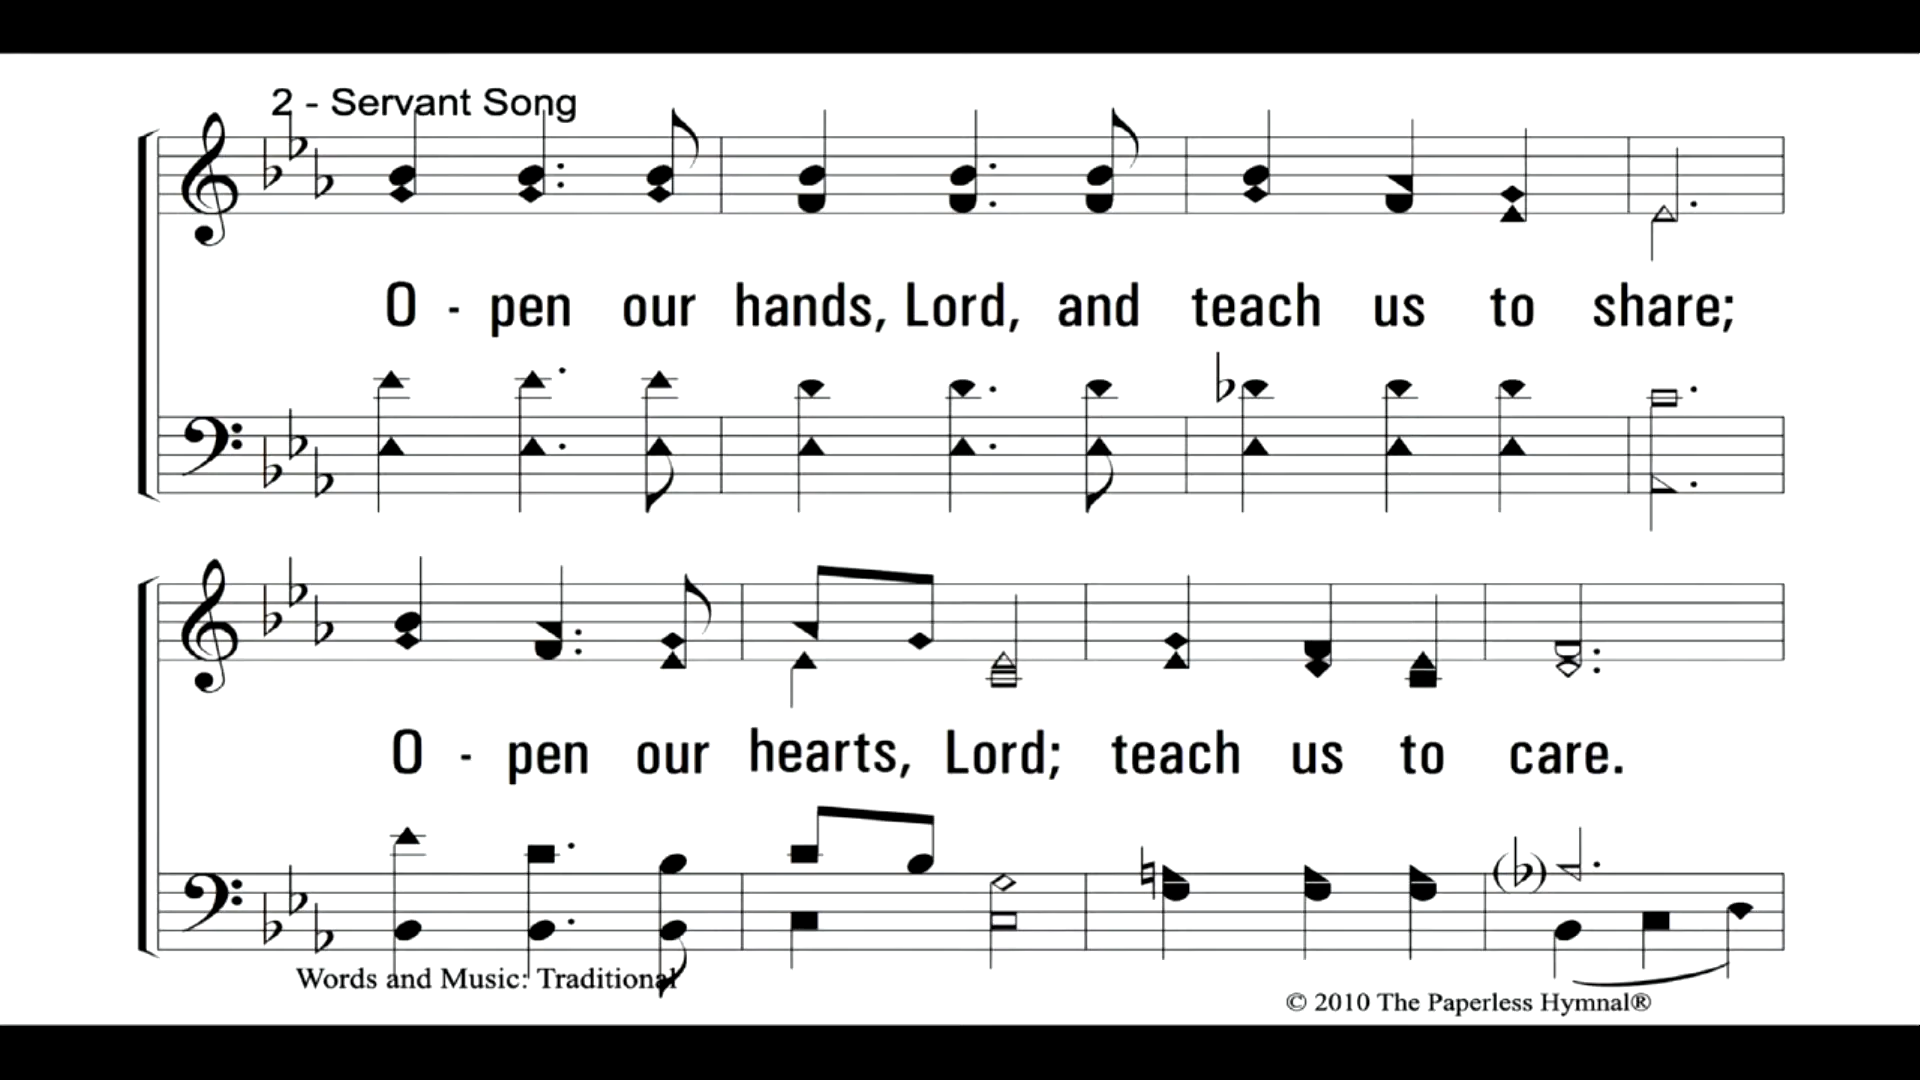 2 - Servant Song
O - pen our hands, Lord, and teach us to share;
O - pen our hearts, Lord; teach us to care.
Words and Music: Traditional
© 2010 The Paperless Hymnal®